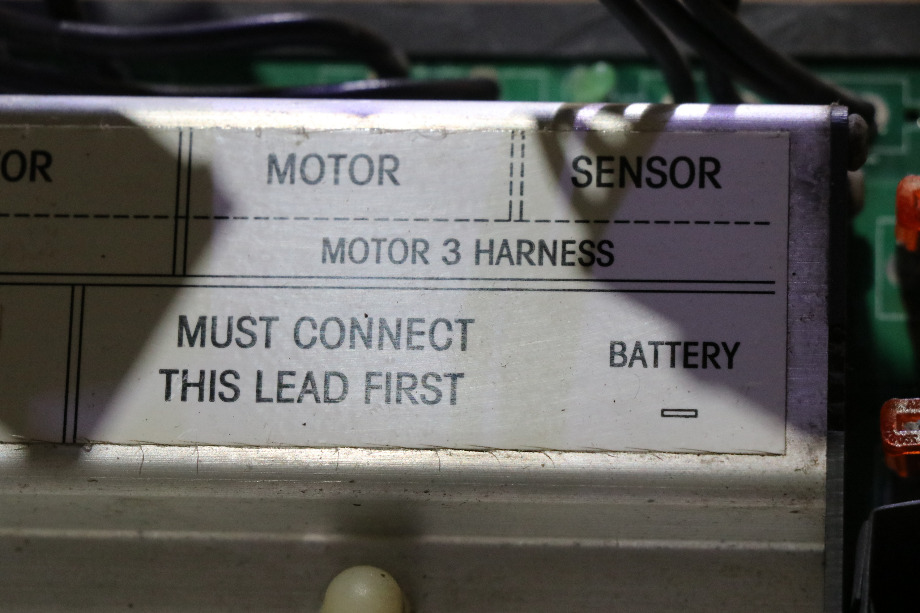 MOTOR SENSOR
MOTOR 3 HARNESS
MUST CONNECT
THIS LEAD FIRST
BATTERY